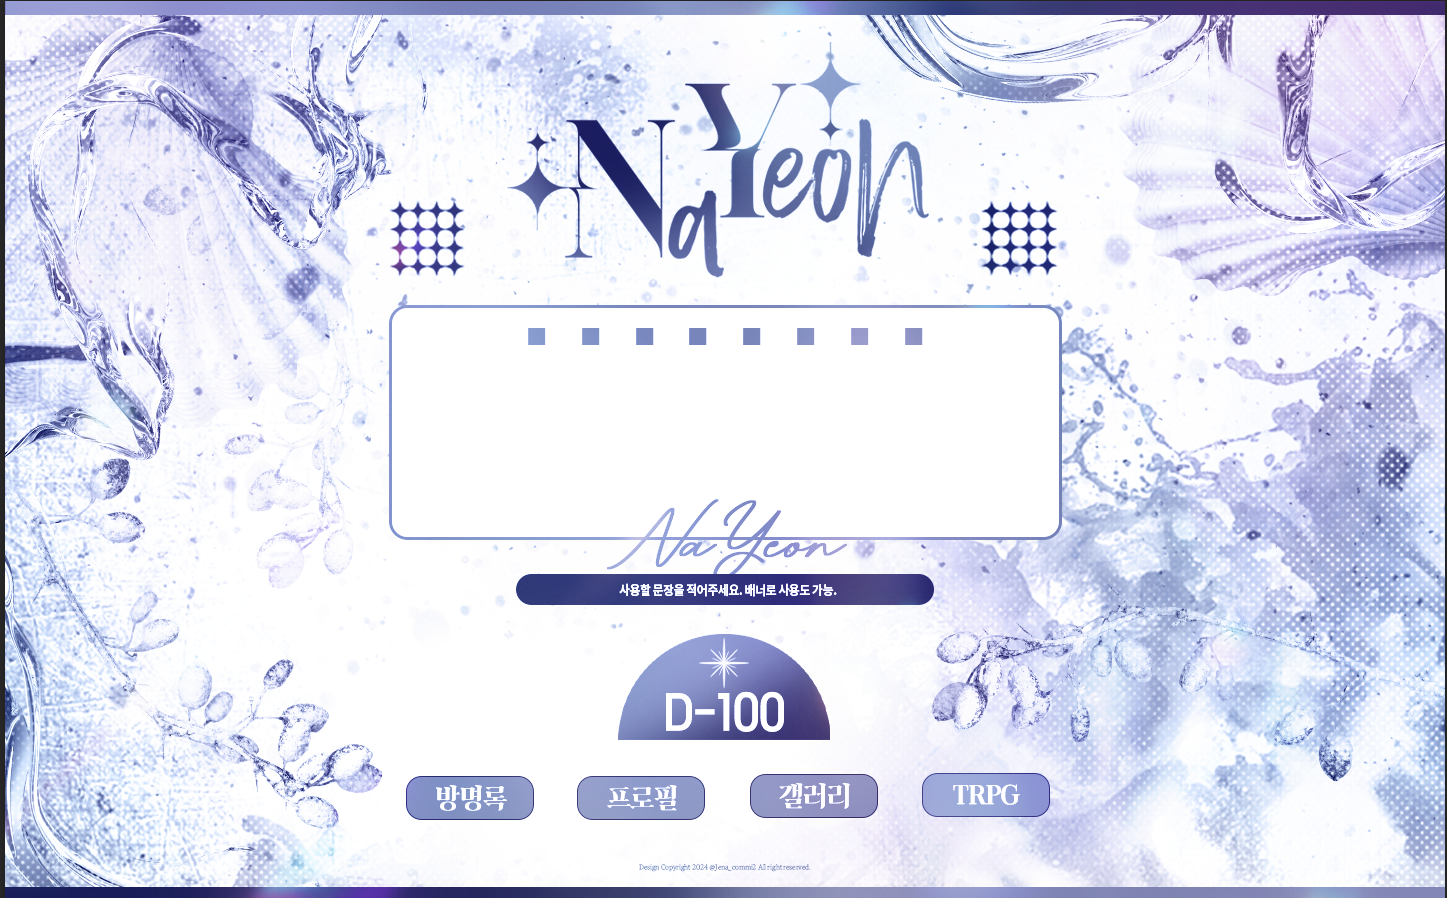 NaYeon
NaYeon
사용할 문장을 적어주세요. 배너로 사용도 가능.
D-100
방명록
프로필
갤러리
TRPG
Design Copyright 2024 @Jena_commi2 All right reserved.